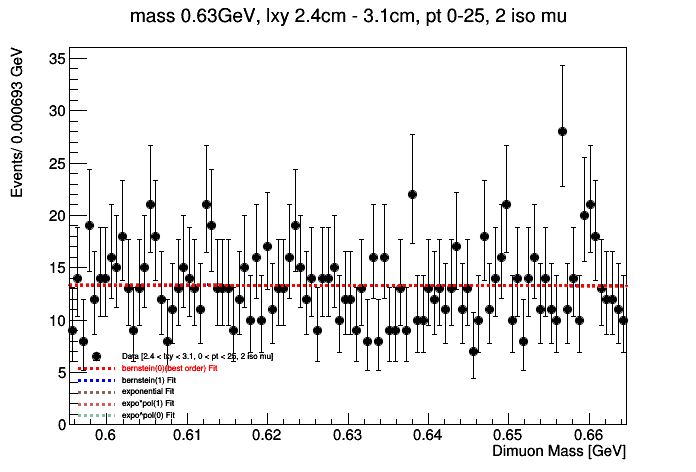 mass 0.63GeV, lxy 2.4cm - 3.1cm, pt 0-25, 2 iso mu
Events/ 0.000693 GeV
35
30
25
20
15
10
5
0
Data [2.4 < lxy < 3.1, 0 < pt < 25, 2 iso mu]
bernstein(0)(best order) Fit
bernstein(1) Fit
exponential Fit
expo*pol(1) Fit
expo*pol(0) Fit
0.6 0.61 0.62 0.63 0.64 0.65 0.66
Dimuon Mass [GeV]